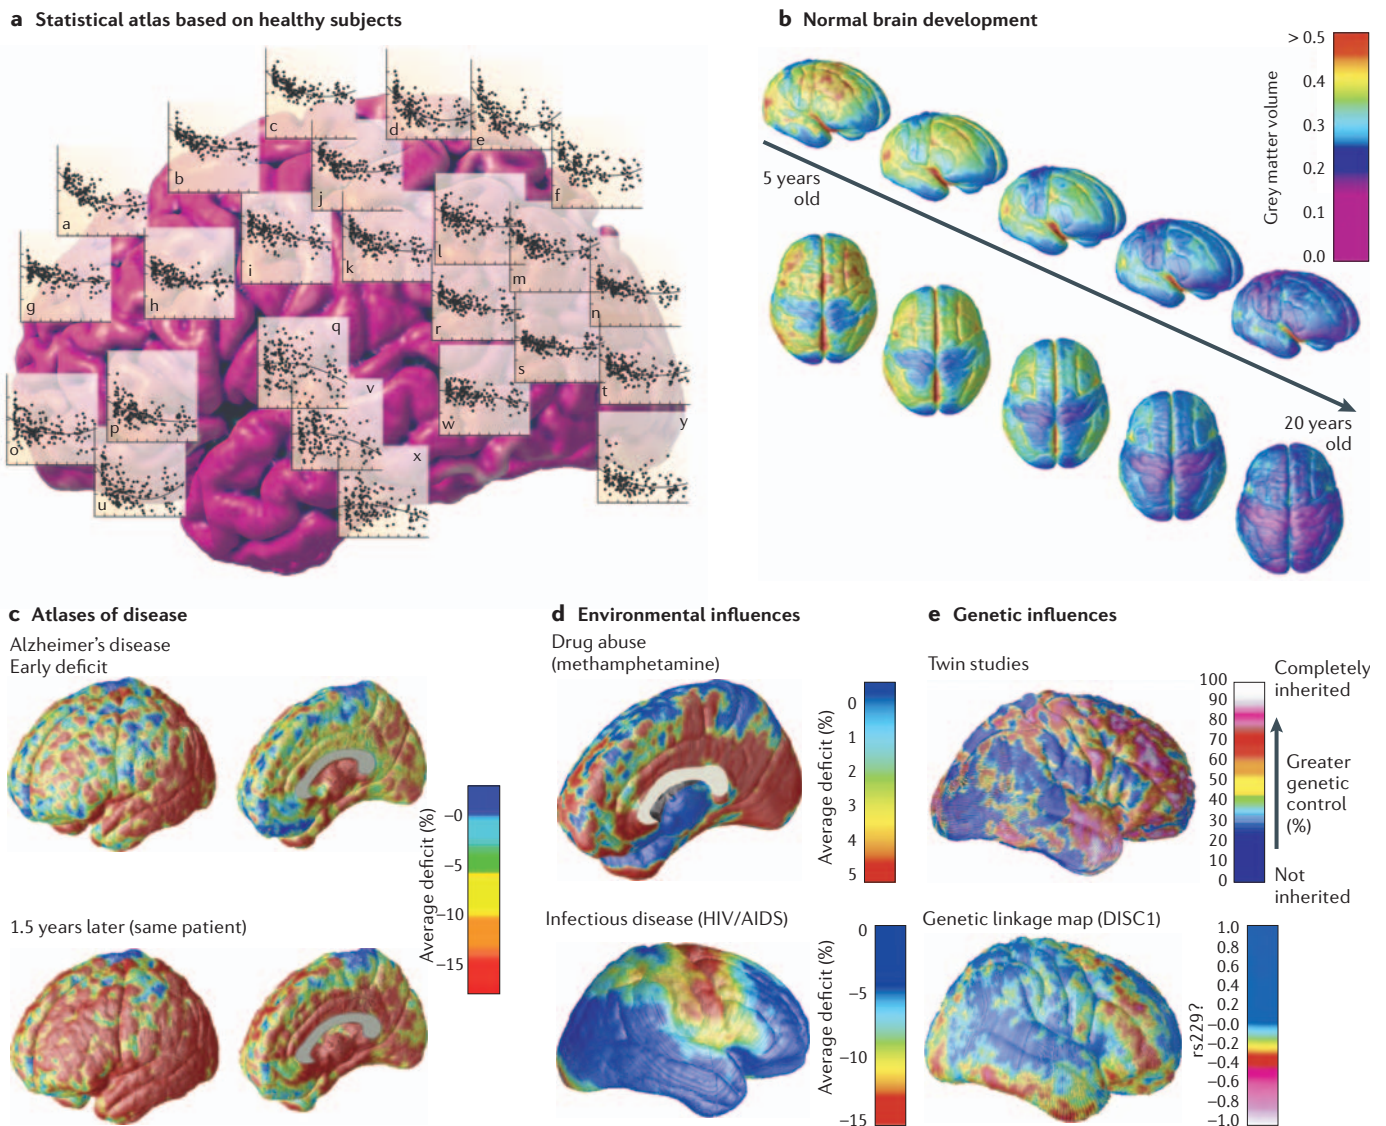 a Statistical atlas based on healthy subjects
c
d
e
b
j
f
a
i
k
l
m
g
h
n
q
r
s
v
t
p
w
y
o
x
u
b Normal brain development
> 0.5
0.4
0.3
0.2
0.1
0.0
Grey matter volume
5 years
old
20 years
old
c Atlases of disease
Alzheimer's disease
Early deficit
1.5 years later (same patient)
Average deficit (%)
–0
–5
–10
–15
d Environmental influences
Drug abuse
(methamphetamine)
Average deficit (%)
0
1
2
3
4
5
Infectious disease (HIV/AIDS)
Average deficit (%)
0
–5
–10
–15
e Genetic influences
Twin studies
100
90
80
70
60
50
40
30
20
10
0
Completely
inherited
Greater
genetic
control
(%)
Not
inherited
Genetic linkage map (DISC1)
rs229?
1.0
0.8
0.6
0.4
0.2
–0.0
–0.2
–0.4
–0.6
–0.8
–1.0